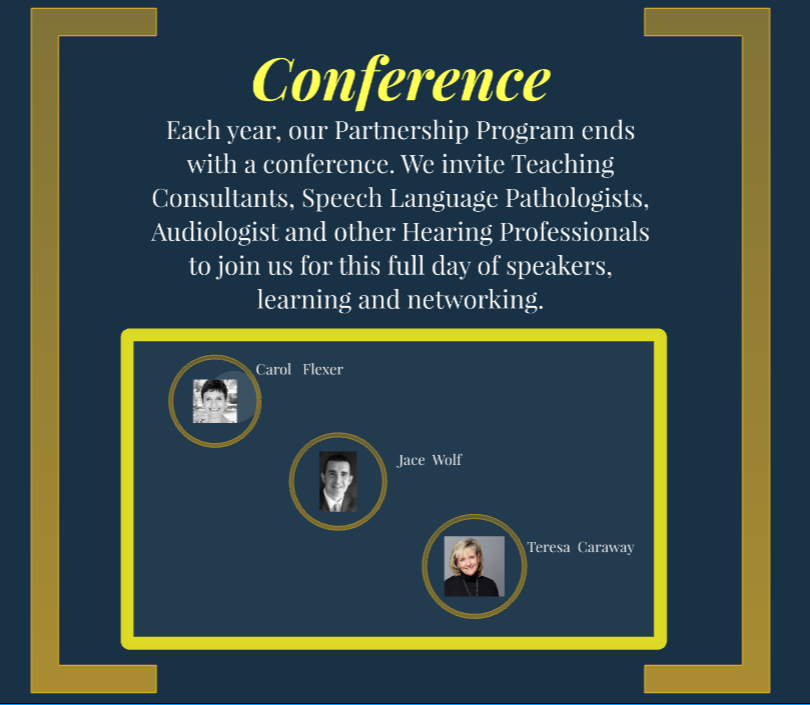 Conference
Each year, our Partnership Program ends
with a conference. We invite Teaching
Consultants, Speech Language Pathologists,
Audiologist and other Hearing Professionals
to join us for this full day of speakers,
learning and networking.
Carol Flexer
Jace Wolf
Teresa Caraway